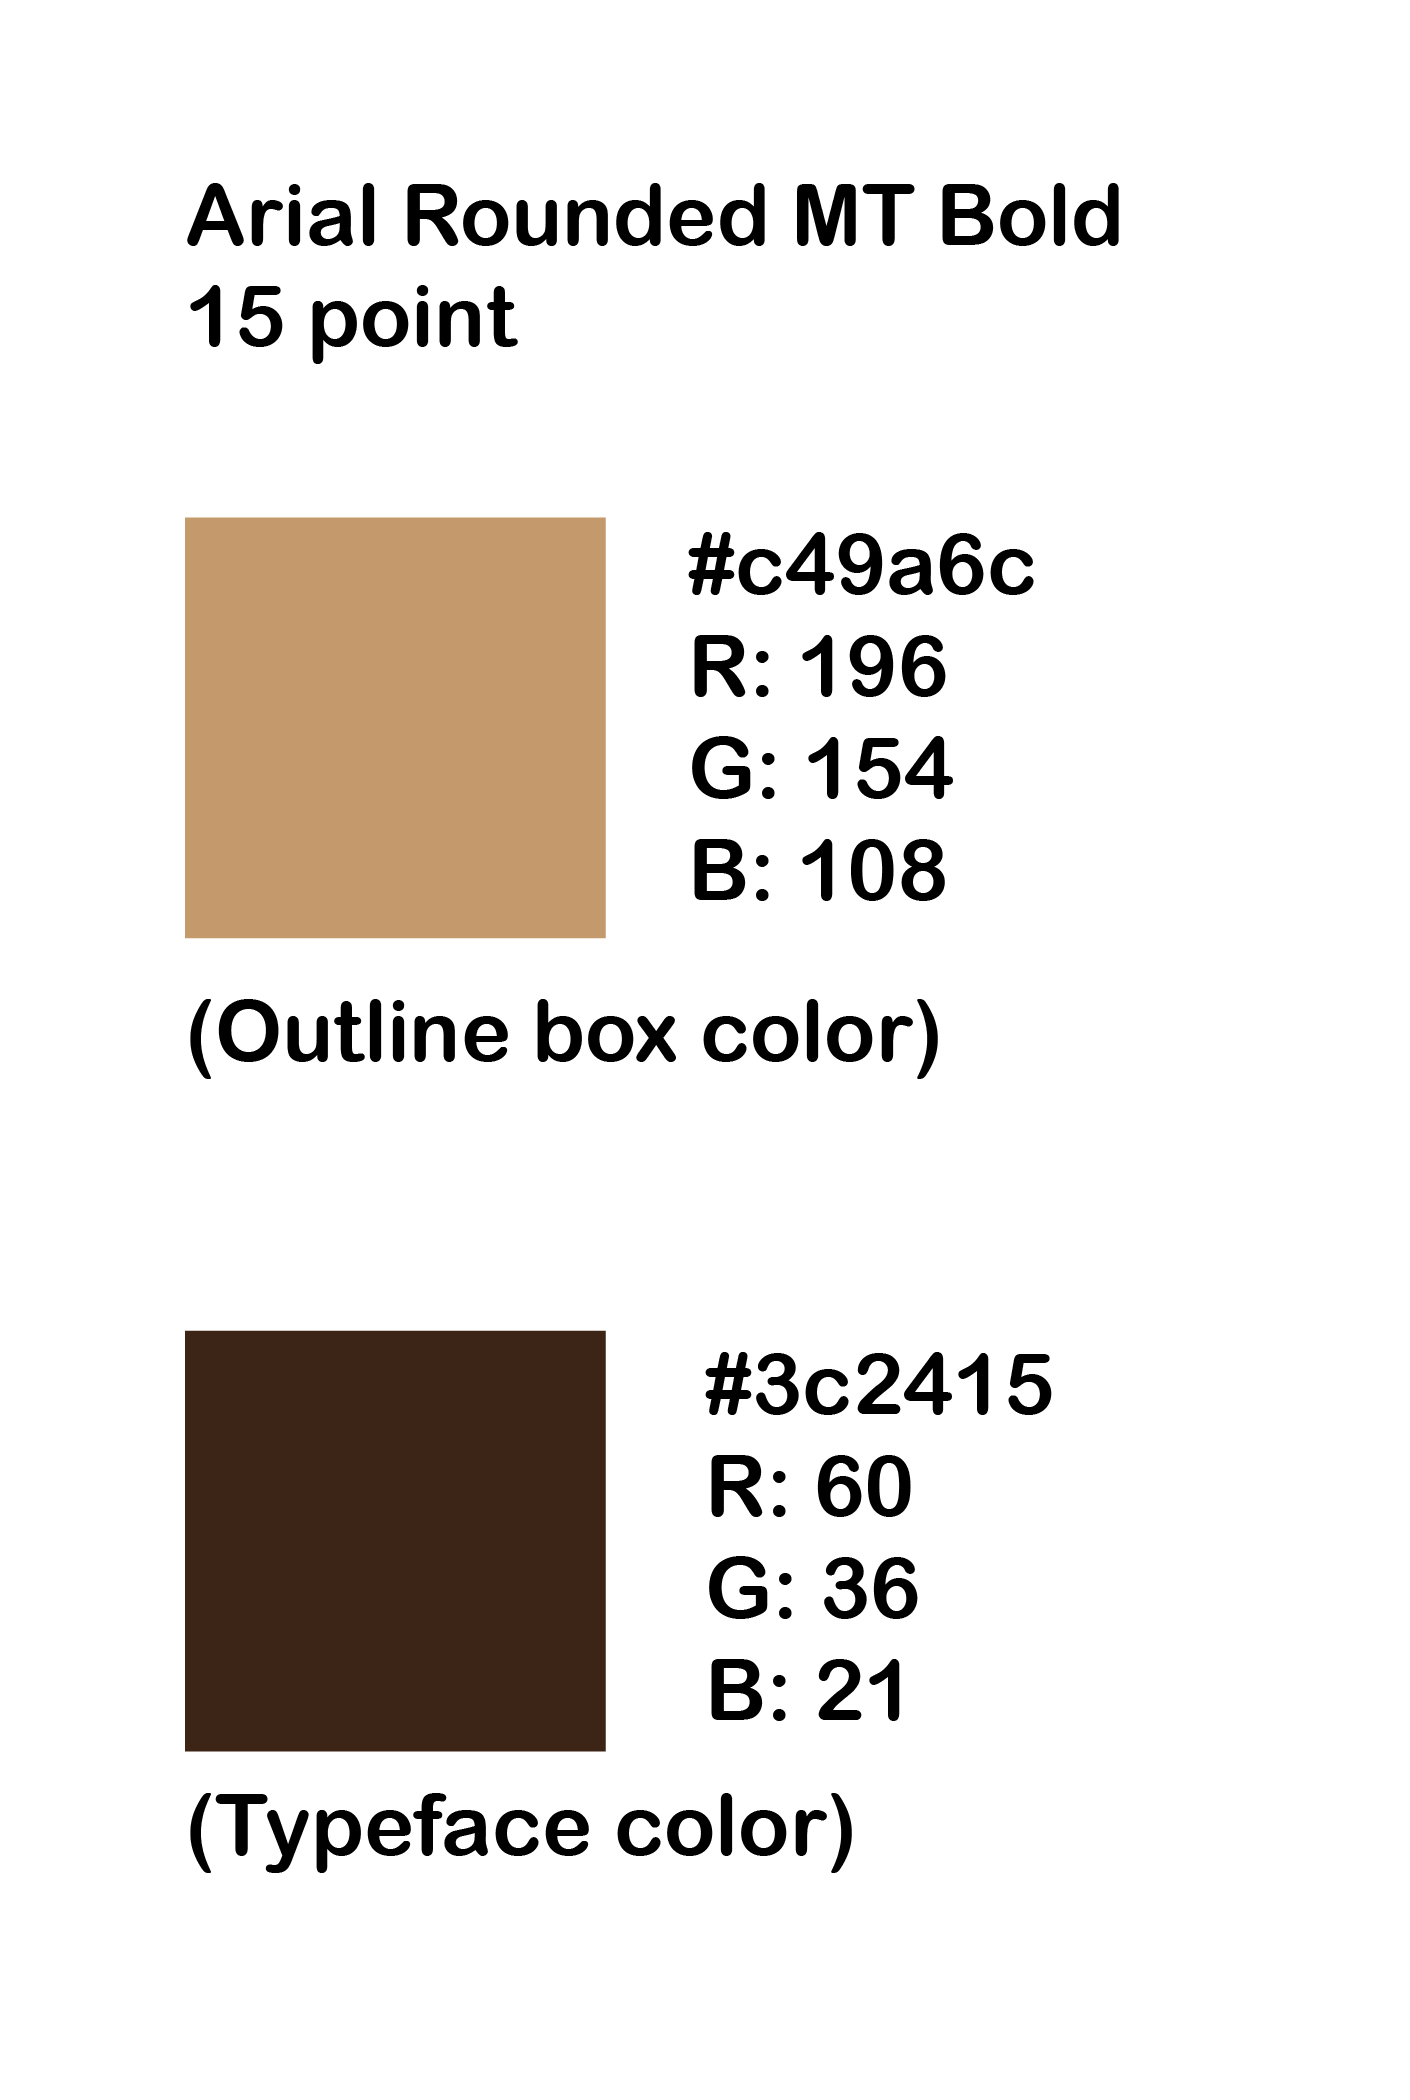 Arial Rounded MT Bold
15 point
#c49a6c
R: 196
G: 154
B: 108
(Outline box color)
#3c2415
R: 60
G: 36
B: 21
(Typeface color)